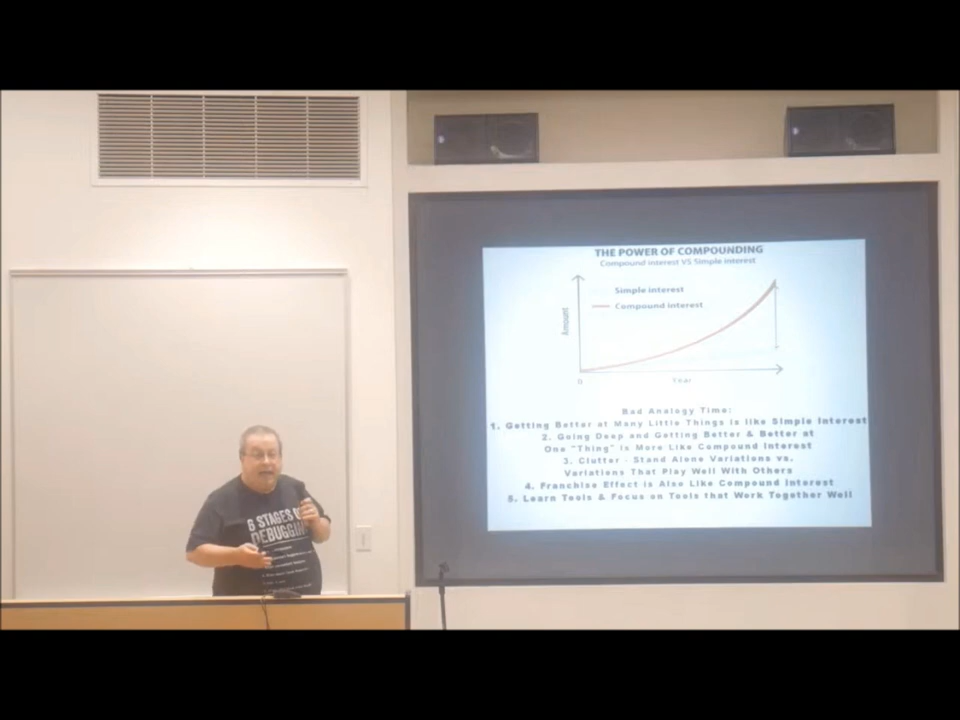 THE POWER OF COMPOUNDING
Compound interest VS Simple interest
Simple interest
Compound interest
Amount
0
Year
Bad Analogy Time:
1. Getting Better at Many Little Things is like Simple Interest
2. Going Deep and Getting Better & Better at
One "Thing" is More Like Compound Interest
3. Clutter - Stand Alone Variations vs.
Variations That Play Well With Others
4. Franchise Effect is Also Like Compound Interest
5. Learn Tools & Focus on Tools that Work Together Well
6 STAGES
DEBUGGIN